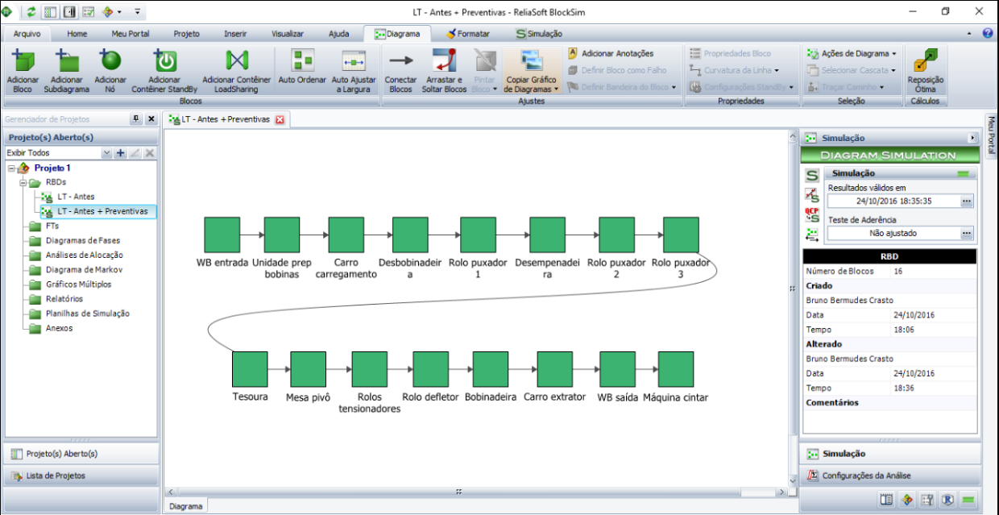 LT - Antes + Preventivas - ReliaSoft BlockSim
Arquivo Home Meu Portal Projeto Inserir Visualizar Ajuda Diagrama Formatar Simulação
Adicionar Bloco
Adicionar Subdiagrama
Adicionar Nó
Adicionar Contêiner StandBy
Adicionar Contêiner LoadSharing
Auto Ordenar
Auto Ajustar a Largura
Blocos
Conectar Blocos
Arrastar e Soltar Blocos
Pintar Bloco
Copiar Gráfico de Diagramas
Adicionar Anotações
Definir Bloco como Falho
Definir Bandeira do Bloco
Ajustes
Propriedades Bloco
Curvatura da Linha
Configurações StandBy
Propriedades
Ações de Diagrama
Selecionar Cascata
Traçar Caminho
Seleção
Reposição Ótima
Cálculos
Gerenciador de Projetos
Projeto(s) Aberto(s)
Exibir Todos
Projeto 1
RBDs
LT - Antes
LT - Antes + Preventivas
FTs
Diagramas de Fases
Análises de Alocação
Diagrama de Markov
Gráficos Múltiplos
Relatórios
Planilhas de Simulação
Anexos
Projeto(s) Aberto(s)
Lista de Projetos
LT - Antes + Preventivas
WB entrada
Unidade prep
bobinas
Carro
carregamento
Desbobinadeir
a
Rolo puxador
1
Desempenadei
ra
Rolo puxador
2
Rolo puxador
3
Tesoura
Mesa pivô
Rolos
tensionadores
Rolo defletor
Bobinadeira
Carro extrator
WB saída
Máquina cintar
Diagrama
Meu Portal
Simulação
DIAGRAM SIMULATION
S
Simulação
Resultados válidos em
24/10/2016 18:35:35
QCP
S
Teste de Aderência
Não ajustado
RBD
Número de Blocos 16
Criado
Bruno Bermudes Crasto
Data 24/10/2016
Tempo 18:06
Alterado
Bruno Bermudes Crasto
Data 24/10/2016
Tempo 18:36
Comentários
Simulação
Configurações da Análise